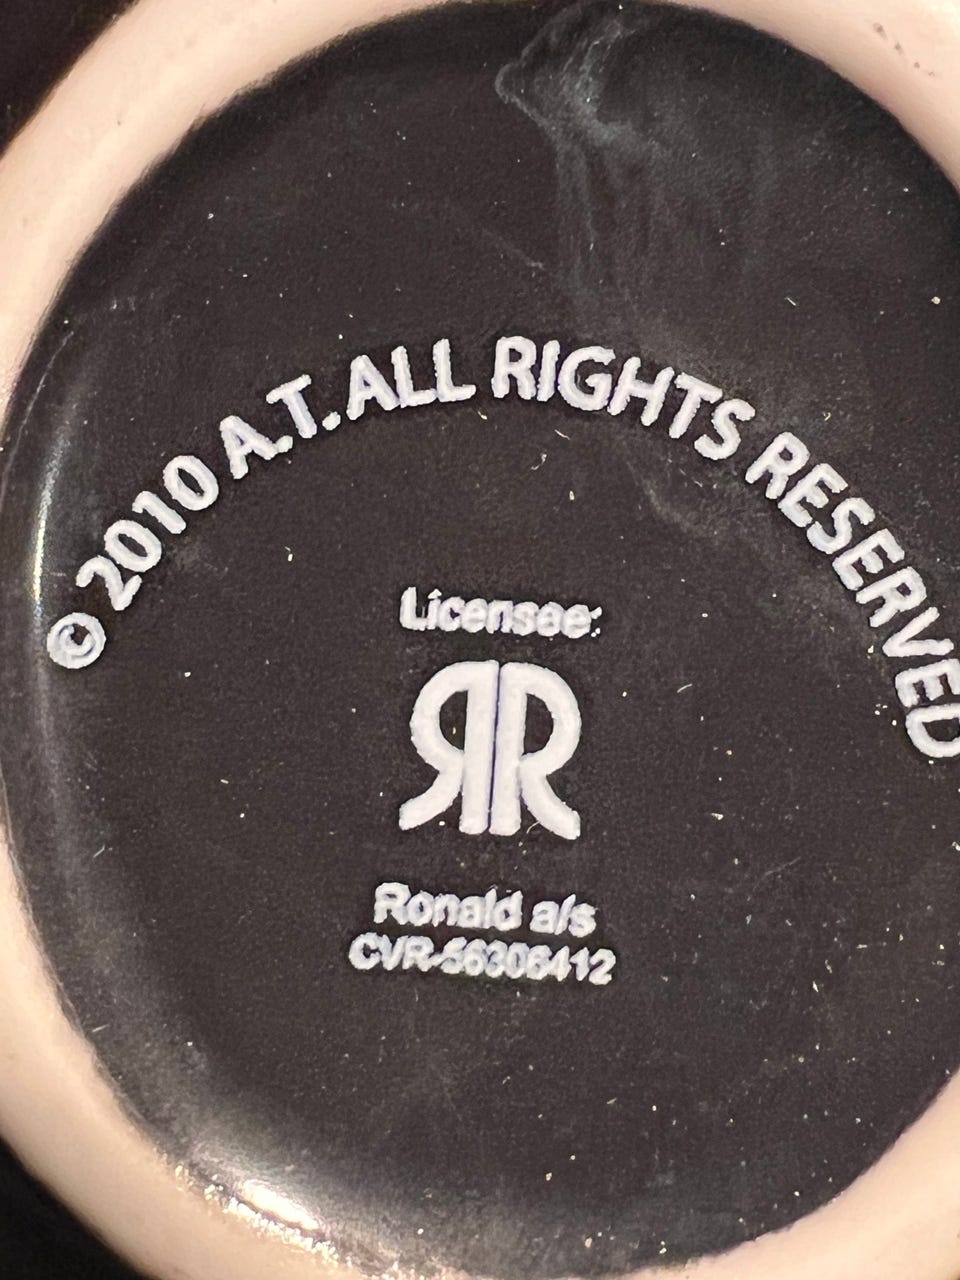 © 2010 A.T. ALL RIGHTS RESERVED
Licensee:
RR
Ronald a/s
CVR-56306412